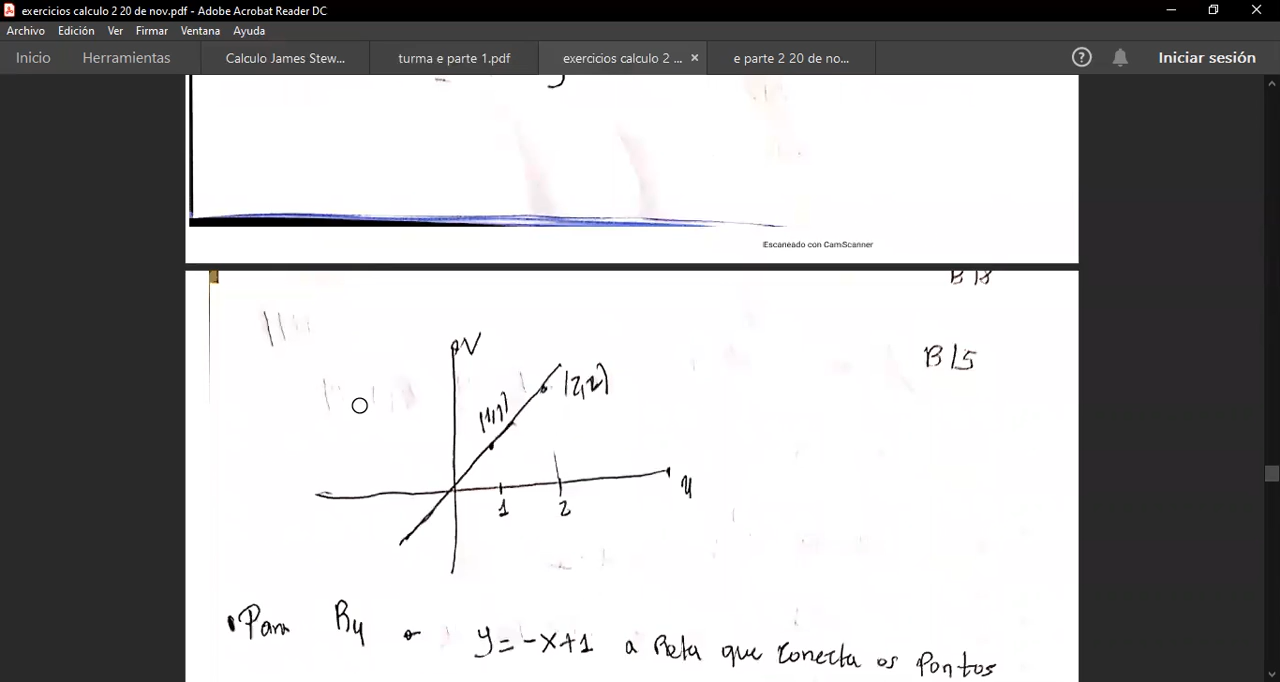 exercicios calculo 2 20 de nov.pdf - Adobe Acrobat Reader DC
Archivo Edición Ver Firmar Ventana Ayuda
Inicio Herramientas Calculo James Stew... turma e parte 1.pdf exercicios calculo 2 ... × e parte 2 20 de no... ? Iniciar sesión
Escaneado con CamScanner
B/5
V
(2,2)
(1,1)
1 2
u
• Para R4 y = -x+1 a Reta que conecta os Pontos